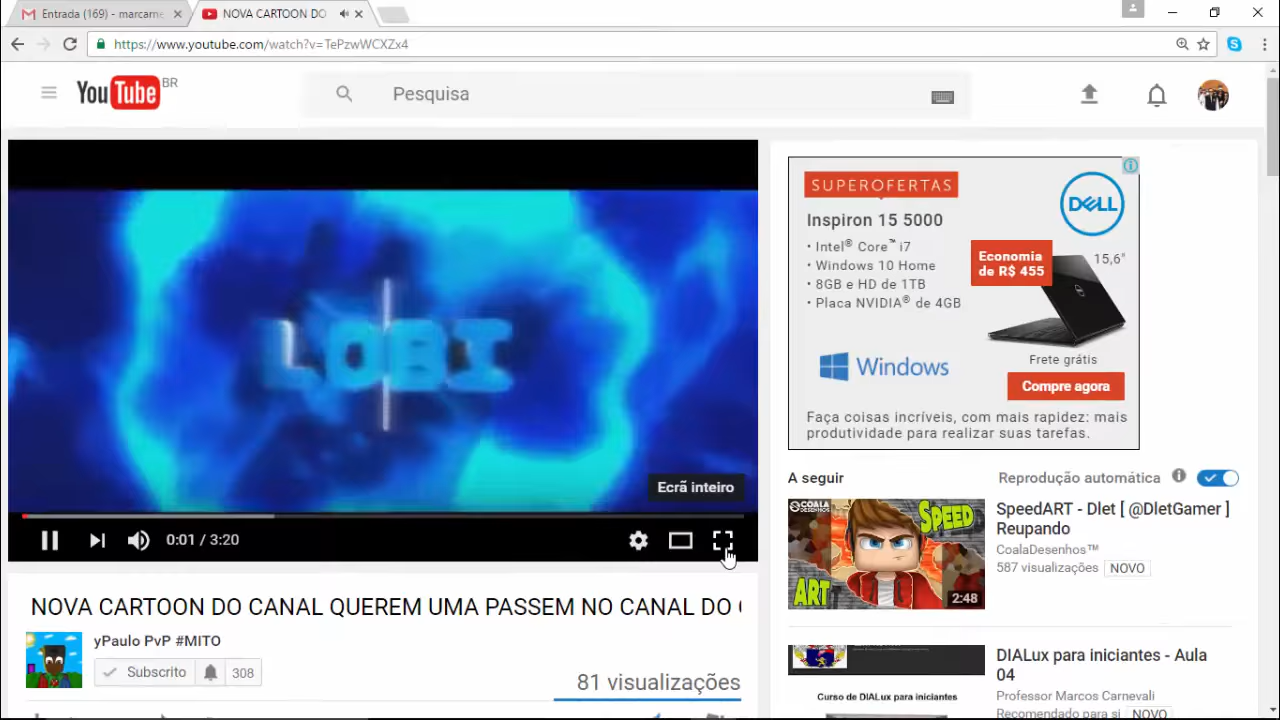 Entrada (169) - marcarne
NOVA CARTOON DO
https://www.youtube.com/watch?v=TePzwWCXZx4
YouTube BR
Pesquisa
LOBI
Ecrã inteiro
0:01 / 3:20
NOVA CARTOON DO CANAL QUEREM UMA PASSEM NO CANAL DO
yPaulo PvP #MITO
Subscrito 308
81 visualizações
SUPEROFERTAS
DELL
Inspiron 15 5000
• Intel® Core™ i7
• Windows 10 Home
• 8GB e HD de 1TB
• Placa NVIDIA® de 4GB
Economia
de R$ 455
15,6"
Windows
Frete grátis
Compre agora
Faça coisas incríveis, com mais rapidez: mais
produtividade para realizar suas tarefas.
A seguir
Reprodução automática
COALA
DESENHOS
SPEED
ART
2:48
SpeedART - Dlet [ @DletGamer ]
Reupando
CoalaDesenhos™
587 visualizações NOVO
Curso de DIALux para iniciantes
DIALux para iniciantes - Aula
04
Professor Marcos Carnevali
Recomendado para si NOVO